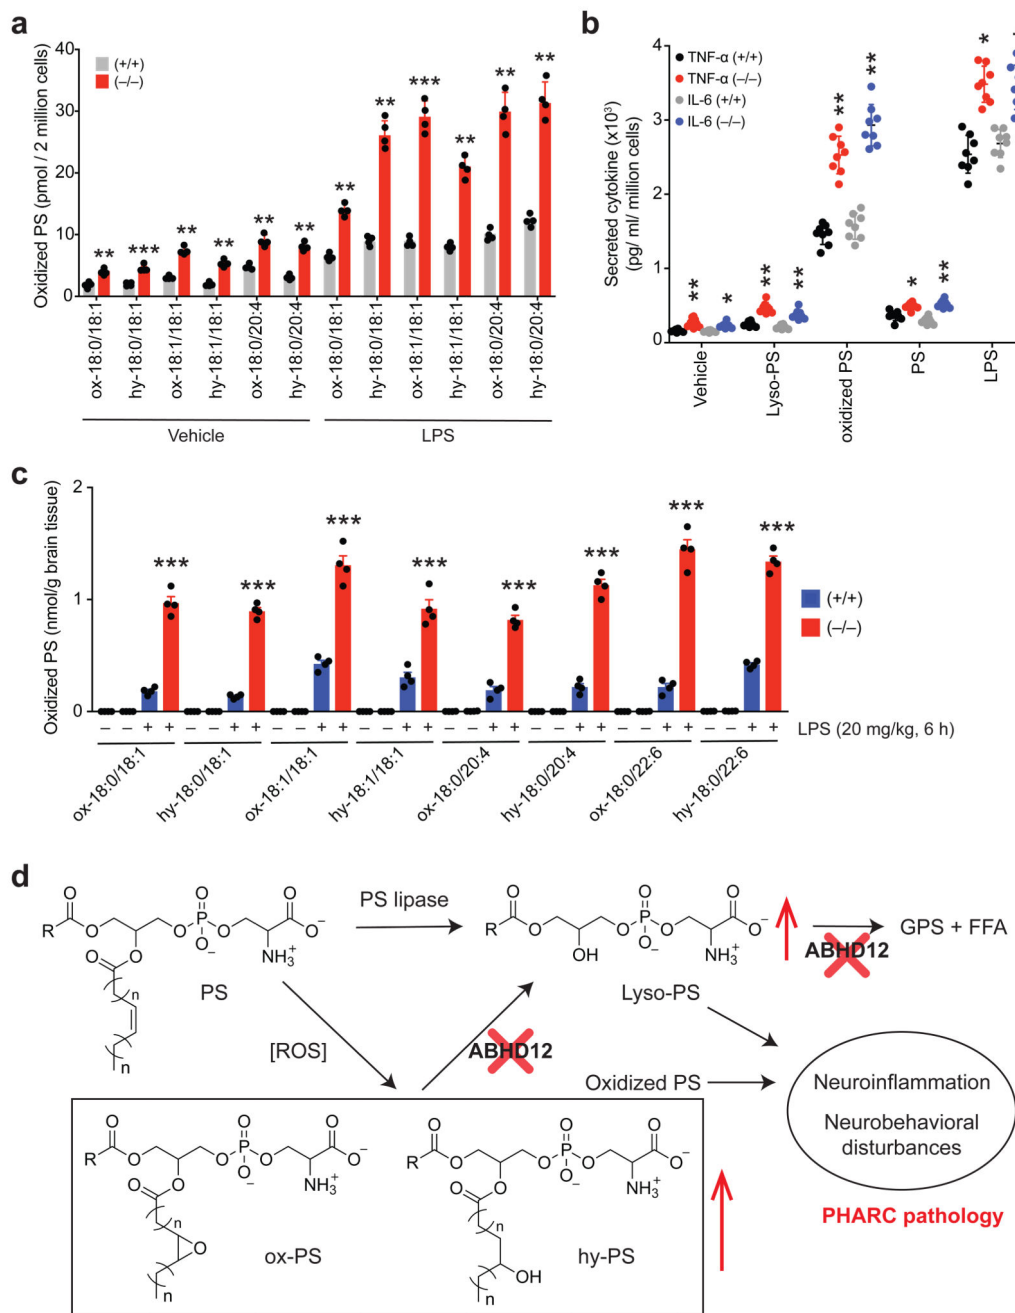 a
40
30
20
10
0
Oxidized PS (pmol / 2 million cells)
(+/+)
(–/–)
** *** ** ** ** ** ** ** *** ** ** **
ox-18:0/18:1
hy-18:0/18:1
ox-18:1/18:1
hy-18:1/18:1
ox-18:0/20:4
hy-18:0/20:4
ox-18:0/18:1
hy-18:0/18:1
ox-18:1/18:1
hy-18:1/18:1
ox-18:0/20:4
hy-18:0/20:4
Vehicle
LPS
b
4
3
2
1
0
Secreted cytokine (x10³)
(pg/ ml/ million cells)
TNF-α (+/+)
TNF-α (–/–)
IL-6 (+/+)
IL-6 (–/–)
** * ** ** ** ** * ** *
Vehicle
Lyso-PS
oxidized PS
PS
LPS
c
2
1
0
Oxidized PS (nmol/g brain tissue)
*** *** *** *** *** *** *** ***
(+/+)
(–/–)
– – + + – – + + – – + + – – + + – – + + – – + + – – + + – – + + LPS (20 mg/kg, 6 h)
ox-18:0/18:1
hy-18:0/18:1
ox-18:1/18:1
hy-18:1/18:1
ox-18:0/20:4
hy-18:0/20:4
ox-18:0/22:6
hy-18:0/22:6
d
R O O O O P O O⁻ O O O⁻ NH₃⁺
O O n n
PS
PS lipase
R O O OH O P O O⁻ O O O⁻ NH₃⁺
Lyso-PS
ABHD12
GPS + FFA
[ROS]
ABHD12
Oxidized PS
Neuroinflammation
Neurobehavioral
disturbances
PHARC pathology
R O O O O P O O⁻ O O O⁻ NH₃⁺
O n O n
ox-PS
R O O O O P O O⁻ O O O⁻ NH₃⁺
O n OH n
hy-PS